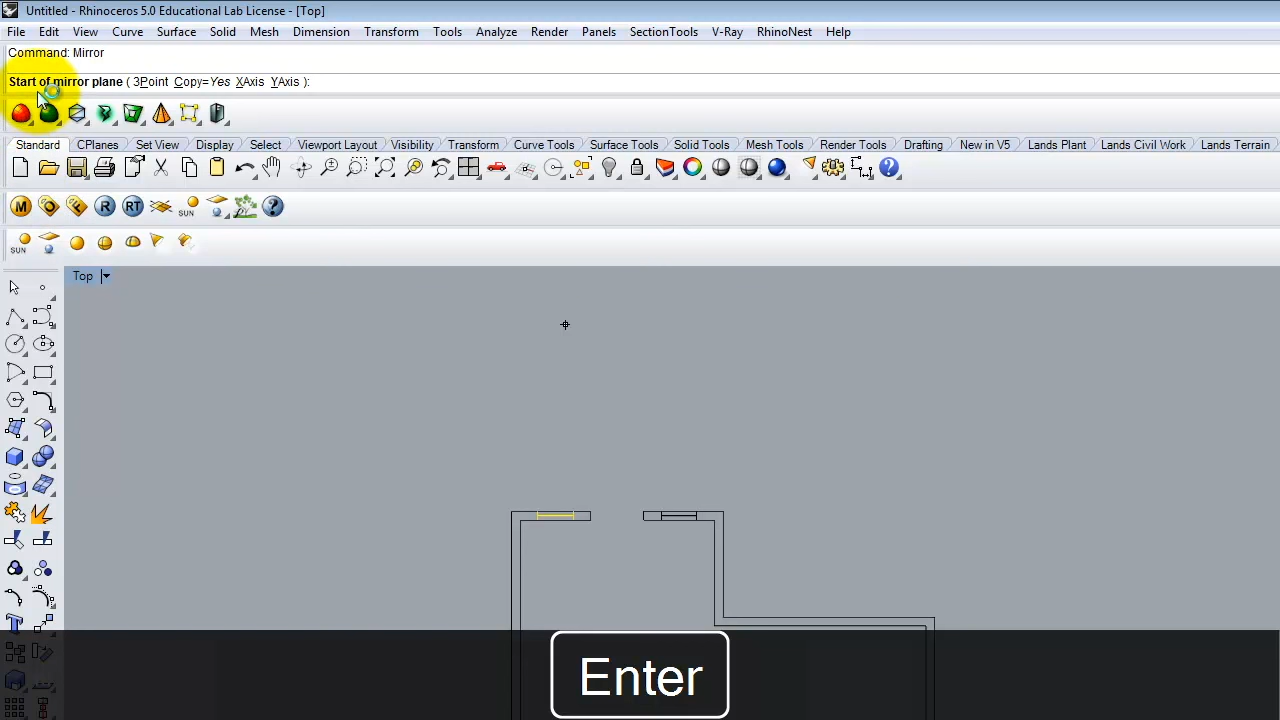 Untitled - Rhinoceros 5.0 Educational Lab License - [Top]
File Edit View Curve Surface Solid Mesh Dimension Transform Tools Analyze Render Panels SectionTools V-Ray RhinoNest Help
Command: Mirror
Start of mirror plane ( 3Point Copy=Yes XAxis YAxis ):
Standard CPlanes Set View Display Select Viewport Layout Visibility Transform Curve Tools Surface Tools Solid Tools Mesh Tools Render Tools Drafting New in V5 Lands Plant Lands Civil Work Lands Terrain
M O F R RT SUN
SUN
Top
Enter